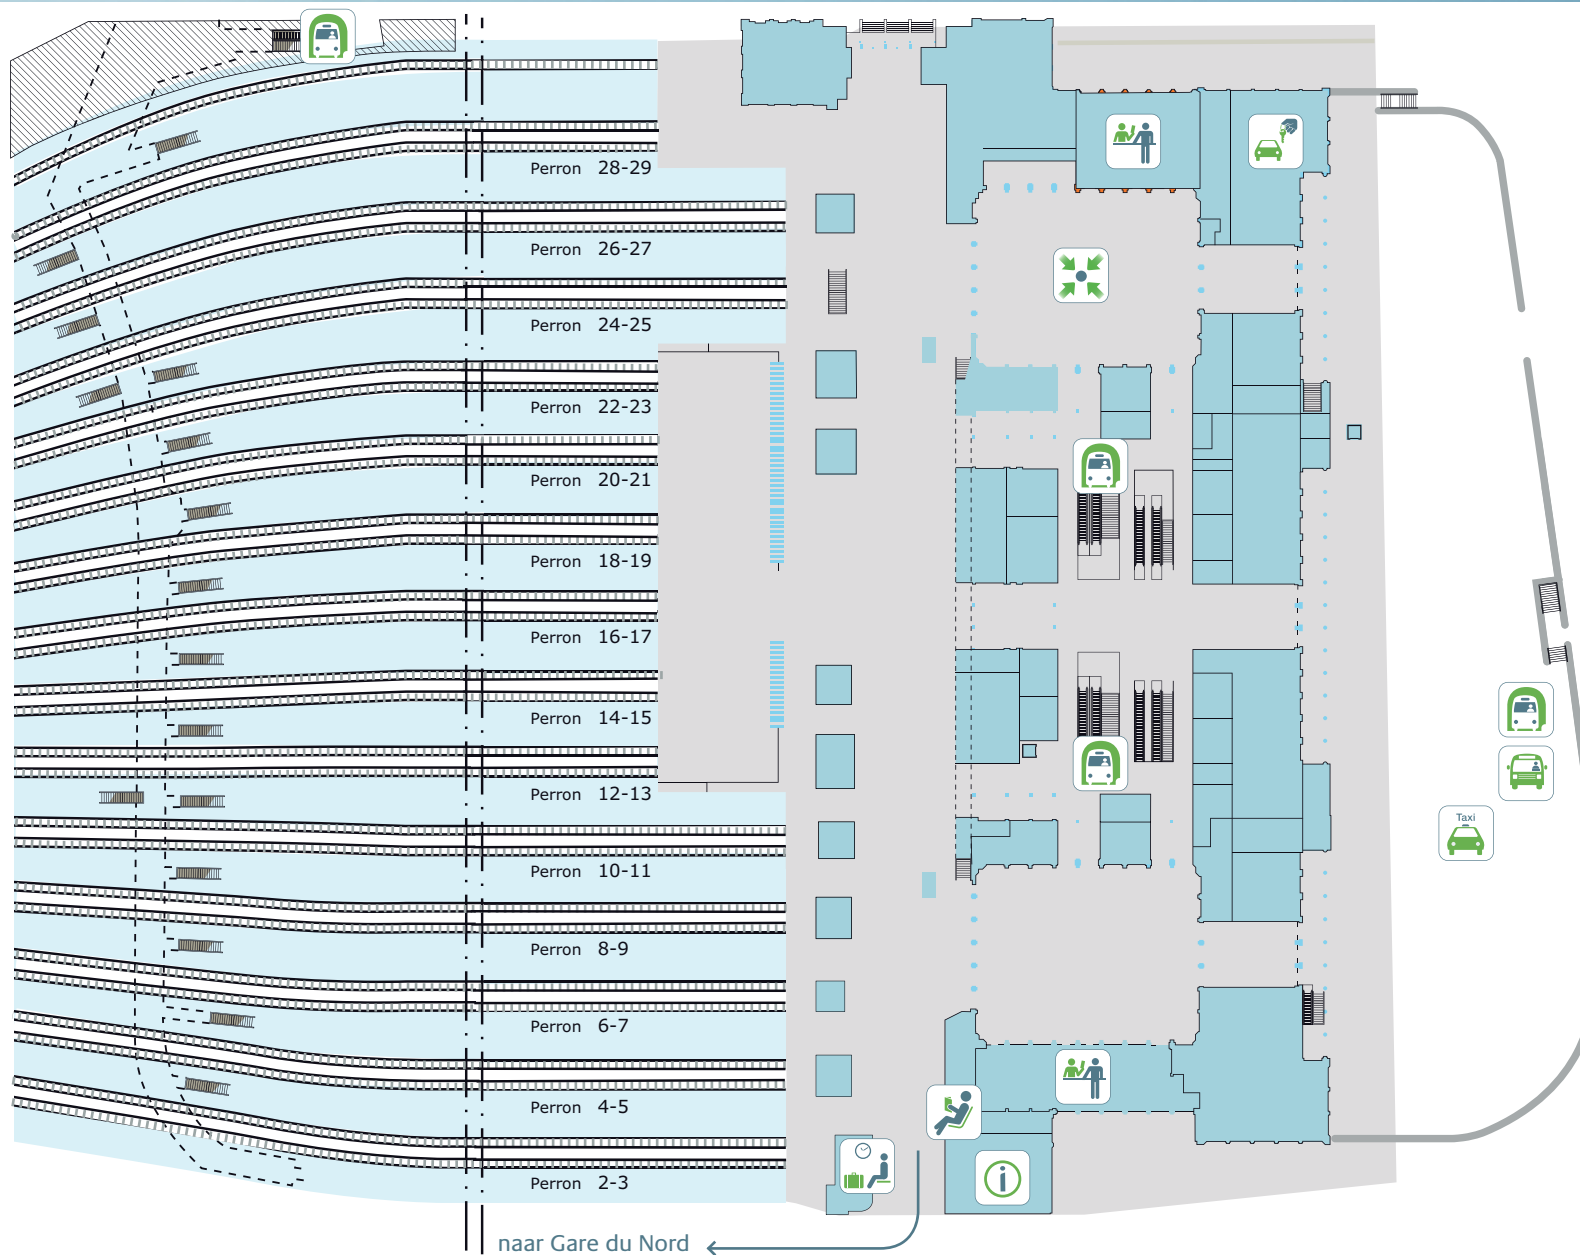 Perron 28-29
Perron 26-27
Perron 24-25
Perron 22-23
Perron 20-21
Perron 18-19
Perron 16-17
Perron 14-15
Perron 12-13
Perron 10-11
Perron 8-9
Perron 6-7
Perron 4-5
Perron 2-3
Taxi
i
naar Gare du Nord